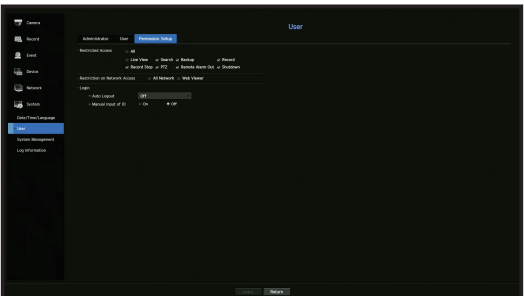 User
Camera
Record
Event
Device
Network
System
Date/Time/Language
User
System Management
Log Information
Administrator User Permission Setup
Restricted Access All
Live View Search Backup Record
Record Stop PTZ Remote Alarm Out Shutdown
Restriction on Network Access All Network Web Viewer
Login
Auto Logout Off
Manual Input of ID On Off
Return